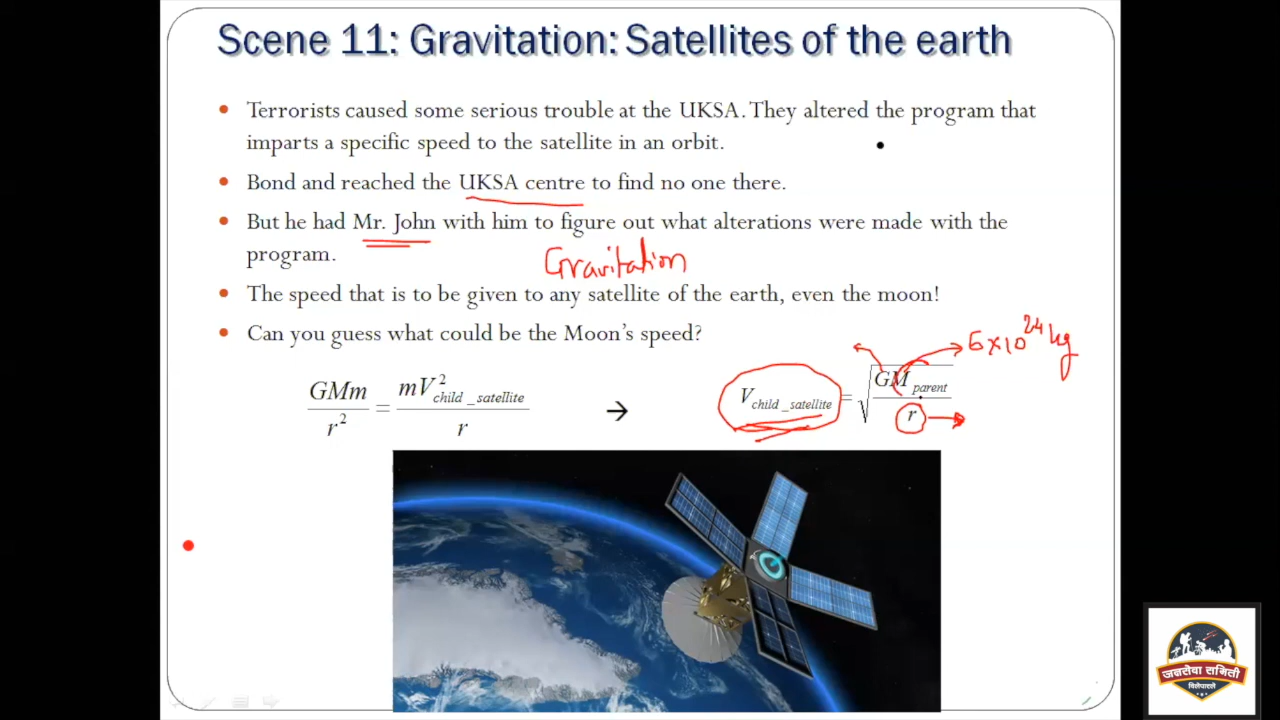 Scene 11: Gravitation: Satellites of the earth
• Terrorists caused some serious trouble at the UKSA. They altered the program that
imparts a specific speed to the satellite in an orbit.
• Bond and reached the UKSA centre to find no one there.
• But he had Mr. John with him to figure out what alterations were made with the
program.
Gravitation
• The speed that is to be given to any satellite of the earth, even the moon!
• Can you guess what could be the Moon's speed?
6×10²⁴ kg
GMm / r² = mV²child_satellite / r → Vchild_satellite = √(GMparent / r)
जनसेवा समिती
विलेपारले